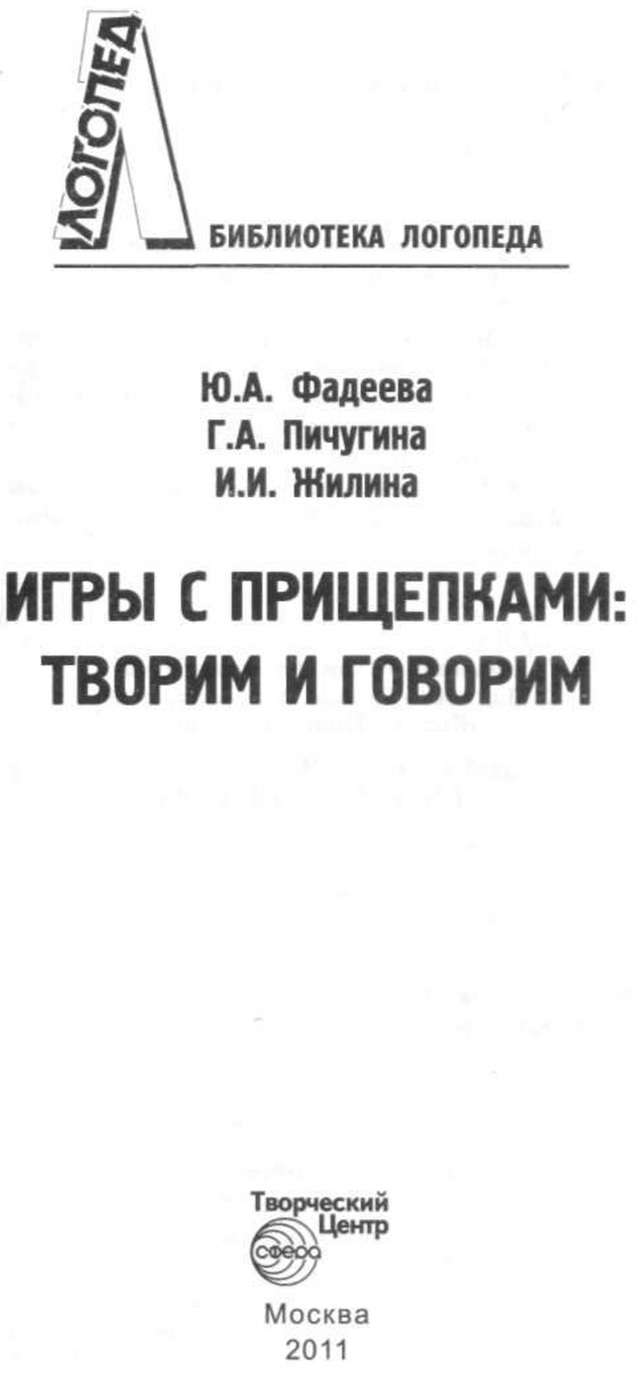 ЛОГОПЕД
БИБЛИОТЕКА ЛОГОПЕДА
Ю.А. Фадеева
Г.А. Пичугина
И.И. Жилина
ИГРЫ С ПРИЩЕПКАМИ:
ТВОРИМ И ГОВОРИМ
Творческий
Центр
сфера
Москва
2011